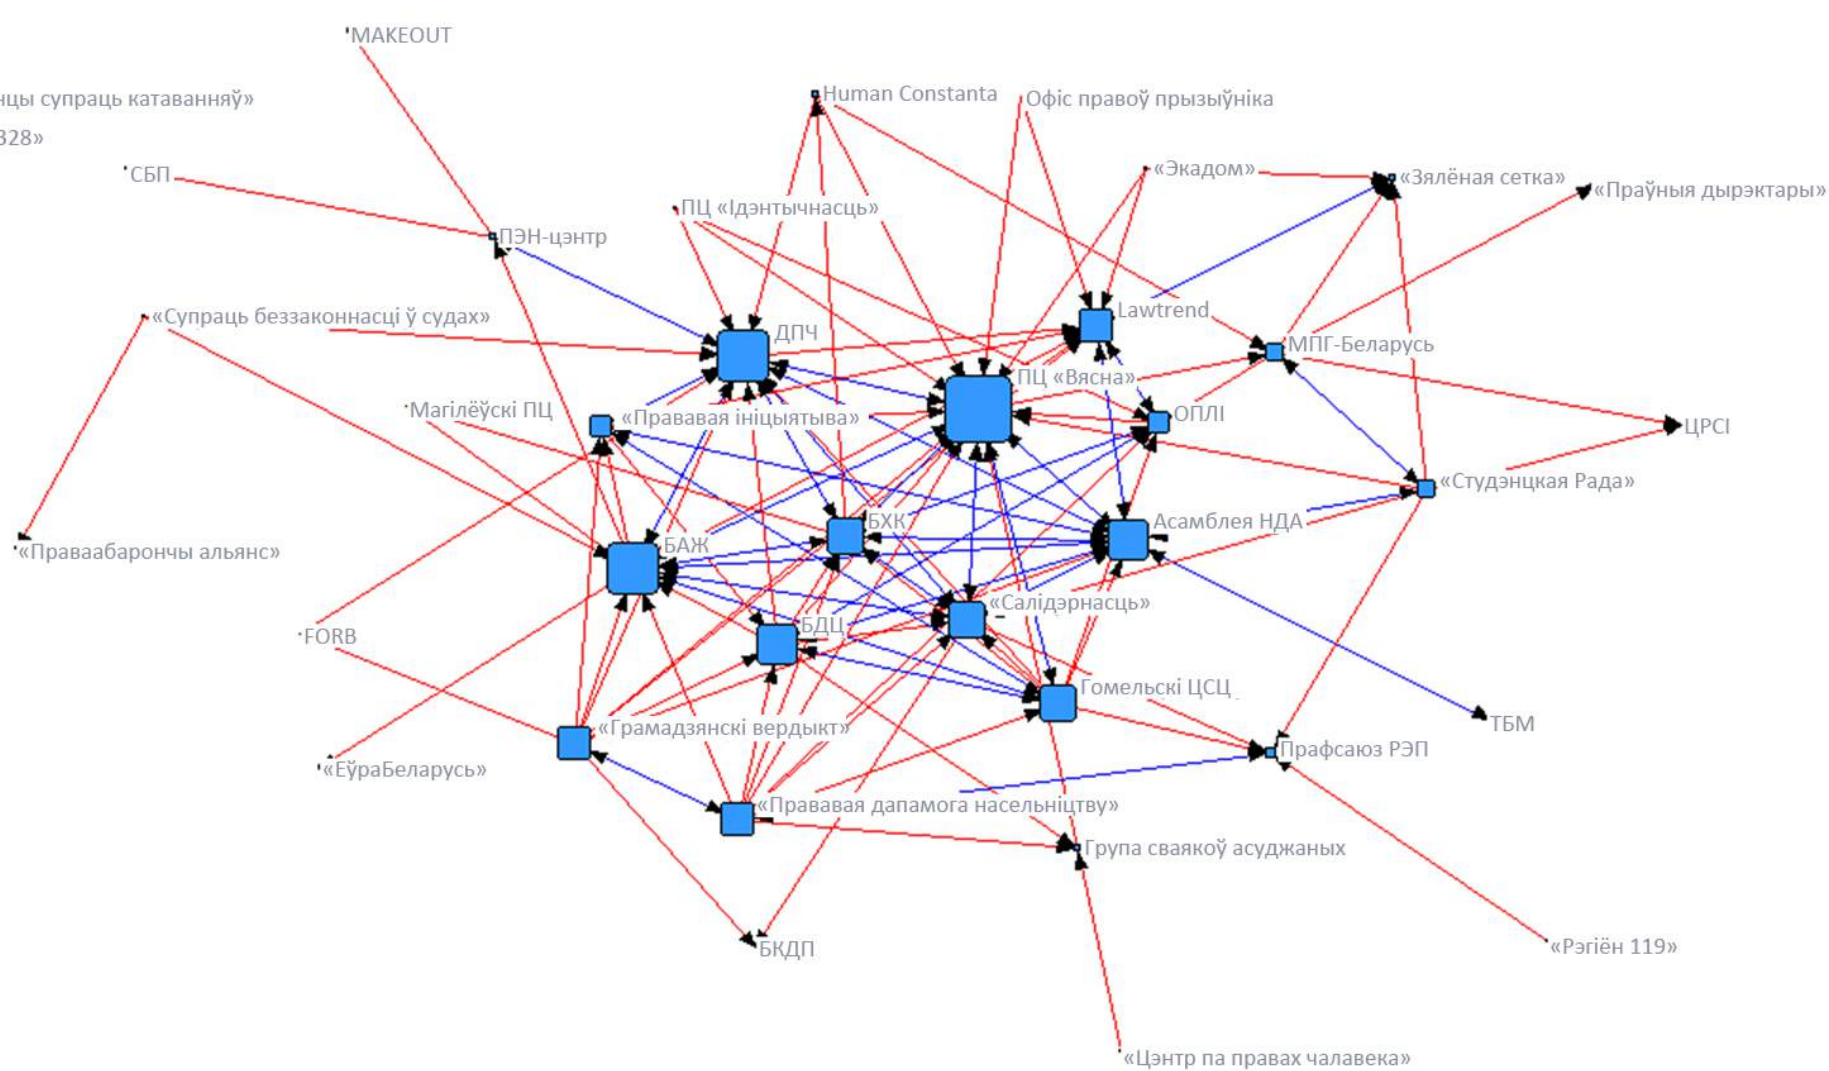 MAKEOUT
Human Constanta
Офіс правоў прызыўніка
нцы супраць катаванняў»
328»
СБП
«Экадом»
«Зялёная сетка»
«Праўныя дырэктары»
ПЦ «Ідэнтычнасць»
ПЭН-цэнтр
«Супраць беззаконнасці ў судах»
Lawtrend
ДПЧ
МПГ-Беларусь
ПЦ «Вясна»
Магілёўскі ПЦ
«Прававая ініцыятыва»
ОПЛІ
ЦРСІ
«Студэнцкая Рада»
БХК
Асамблея НДА
БАЖ
«Праваабарончы альянс»
«Салідэрнасць»
БДЦ
FORB
Гомельскі ЦСЦ
ТБМ
«Грамадзянскі вердыкт»
Прафсаюз РЭП
«ЕўраБеларусь»
«Прававая дапамога насельніцтву»
Група сваякоў асуджаных
БКДП
«Рэгіён 119»
«Цэнтр па правах чалавека»